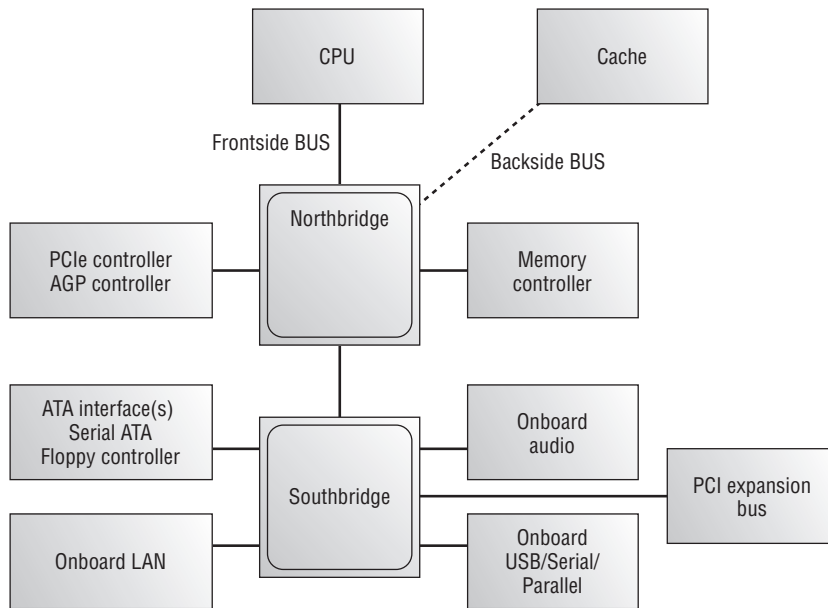 CPU
Cache
Frontside BUS
Backside BUS
Northbridge
PCIe controller
AGP controller
Memory
controller
ATA interface(s)
Serial ATA
Floppy controller
Onboard
audio
Southbridge
PCI expansion
bus
Onboard LAN
Onboard
USB/Serial/
Parallel